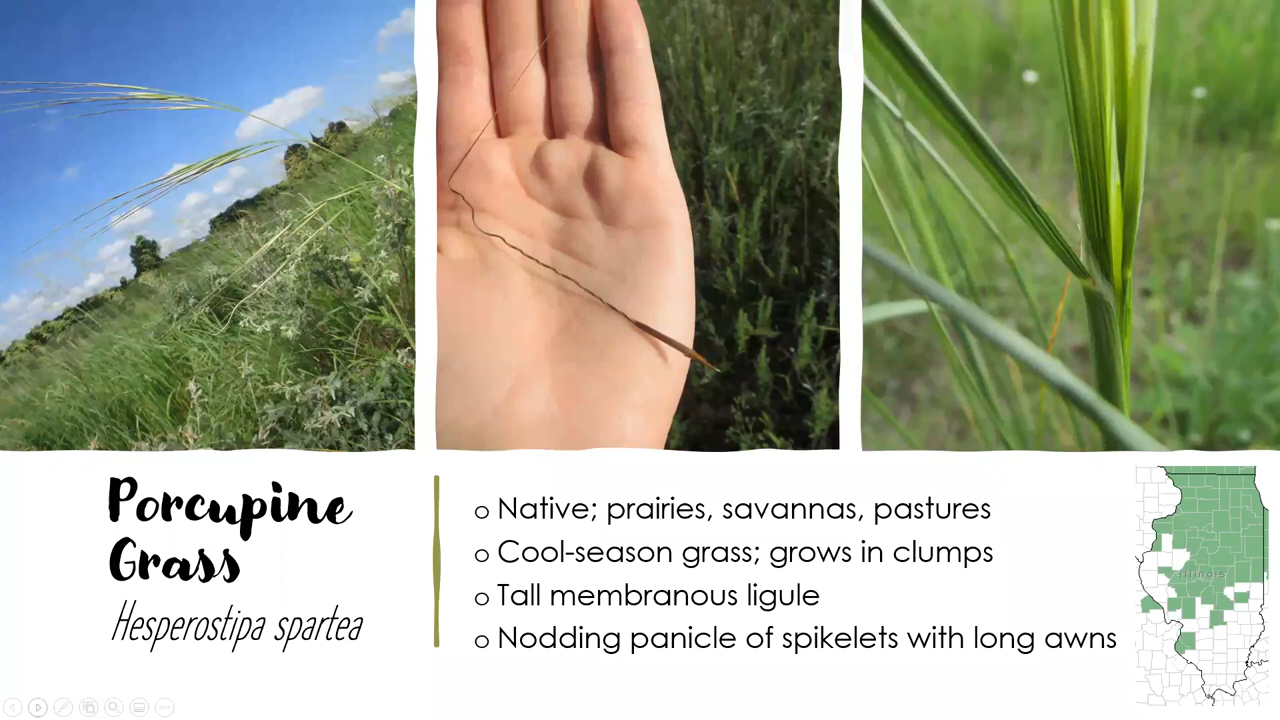 Porcupine
Grass
Hesperostipa spartea
o Native; prairies, savannas, pastures
o Cool-season grass; grows in clumps
o Tall membranous ligule
o Nodding panicle of spikelets with long awns
Illinois